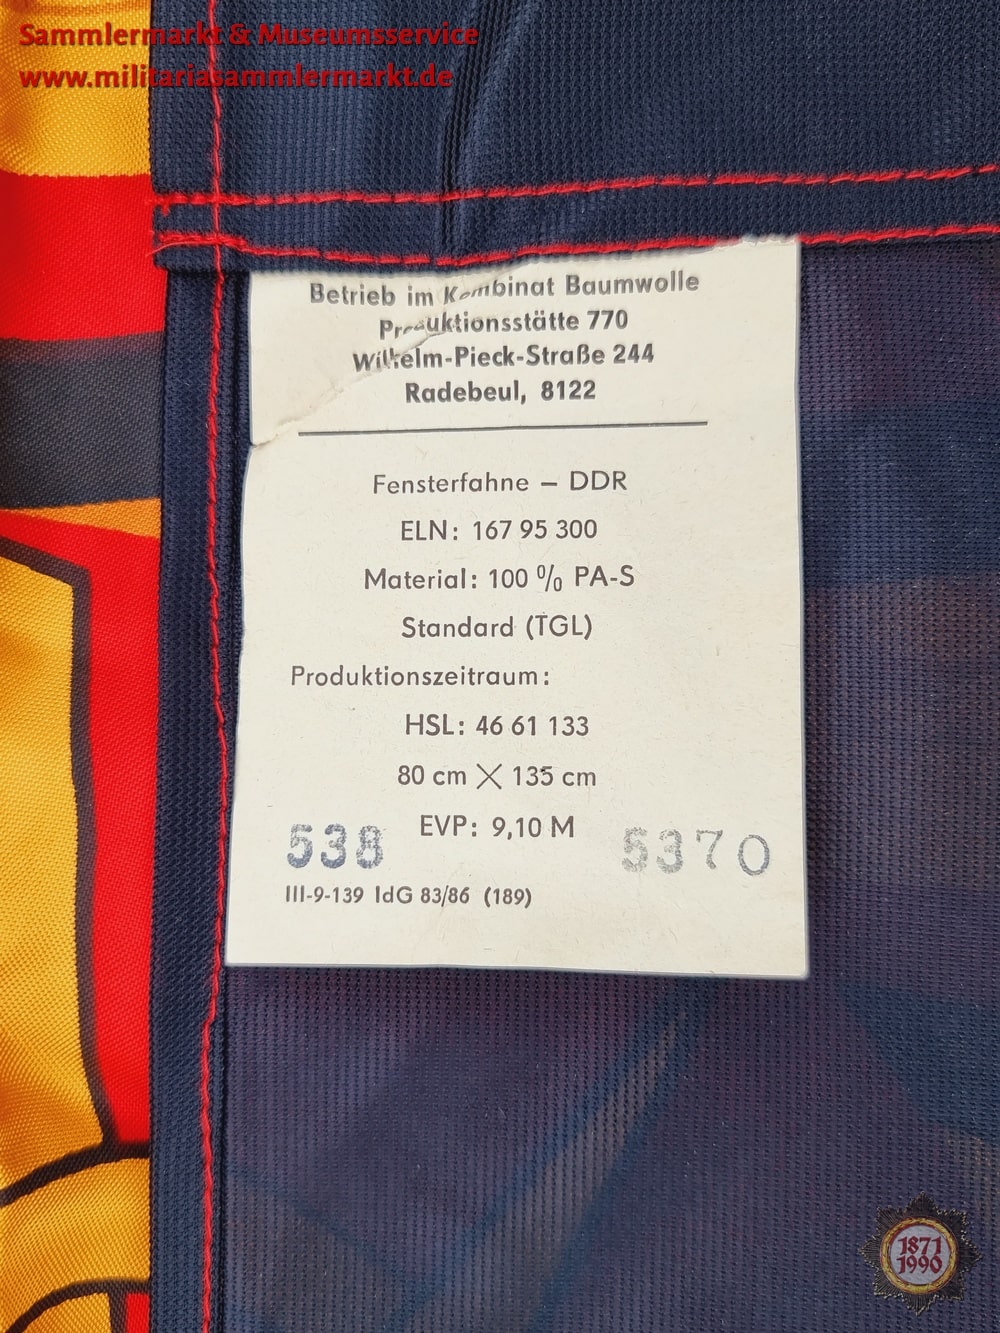 Sammlermarkt & Museumsservice
www.militariasammlermarkt.de
Betrieb im Kombinat Baumwolle
Produktionsstätte 770
Wilhelm-Pieck-Straße 244
Radebeul, 8122
Fensterfahne – DDR
ELN: 167 95 300
Material: 100 % PA-S
Standard (TGL)
Produktionszeitraum:
HSL: 46 61 133
80 cm X 135 cm
EVP: 9,10 M
538 5370
III-9-139 IdG 83/86 (189)
1871
1990